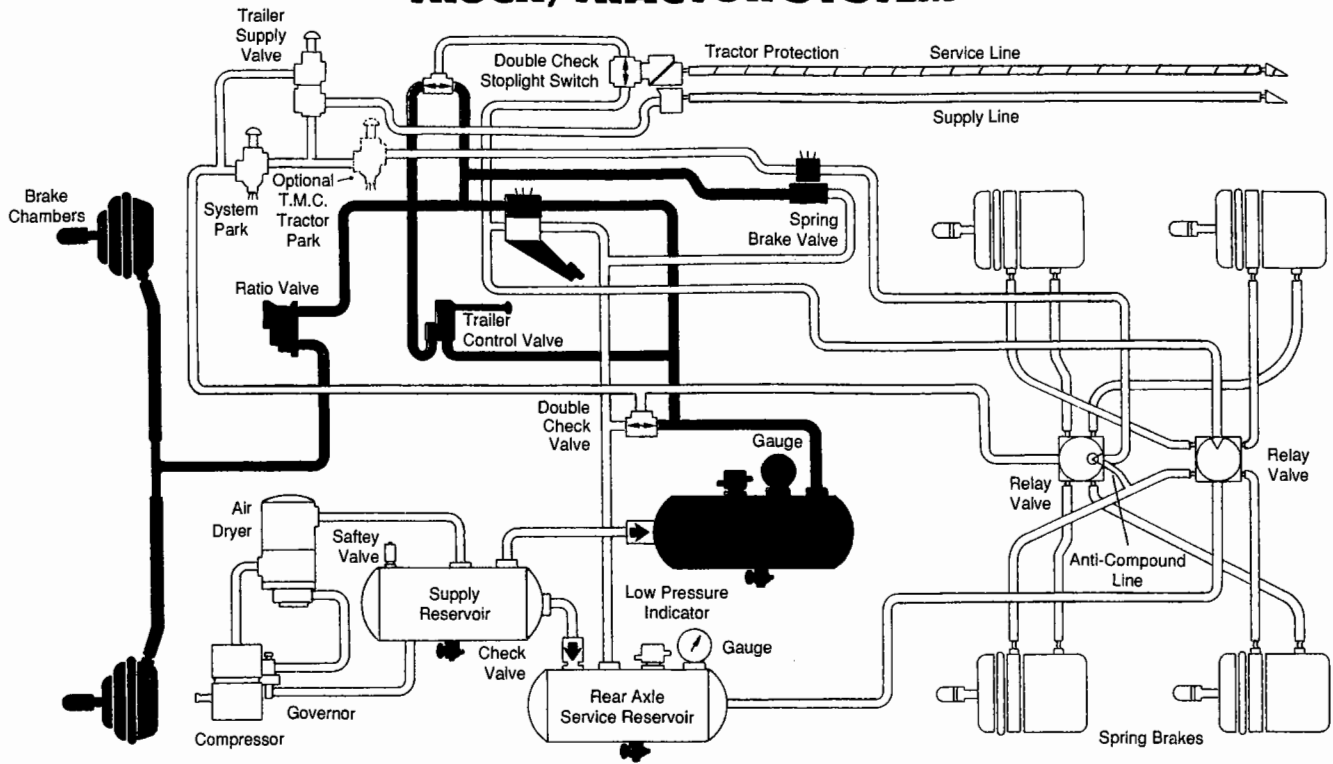 Trailer
Supply
Valve
Double Check
Stoplight Switch
Tractor Protection
Service Line
Supply Line
Brake
Chambers
System
Park
Optional
T.M.C.
Tractor
Park
Spring
Brake Valve
Ratio Valve
Trailer
Control Valve
Double
Check
Valve
Gauge
Relay
Valve
Relay
Valve
Air
Dryer
Saftey
Valve
Anti-Compound
Line
Supply
Reservoir
Low Pressure
Indicator
Check
Valve
Gauge
Rear Axle
Service Reservoir
Governor
Compressor
Spring Brakes